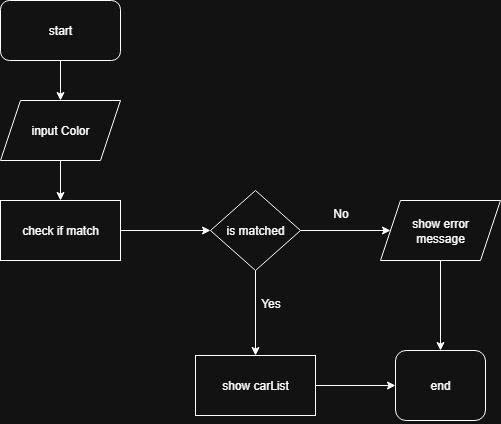 start
input Color
check if match
is matched
No
show error
message
Yes
show carList
end